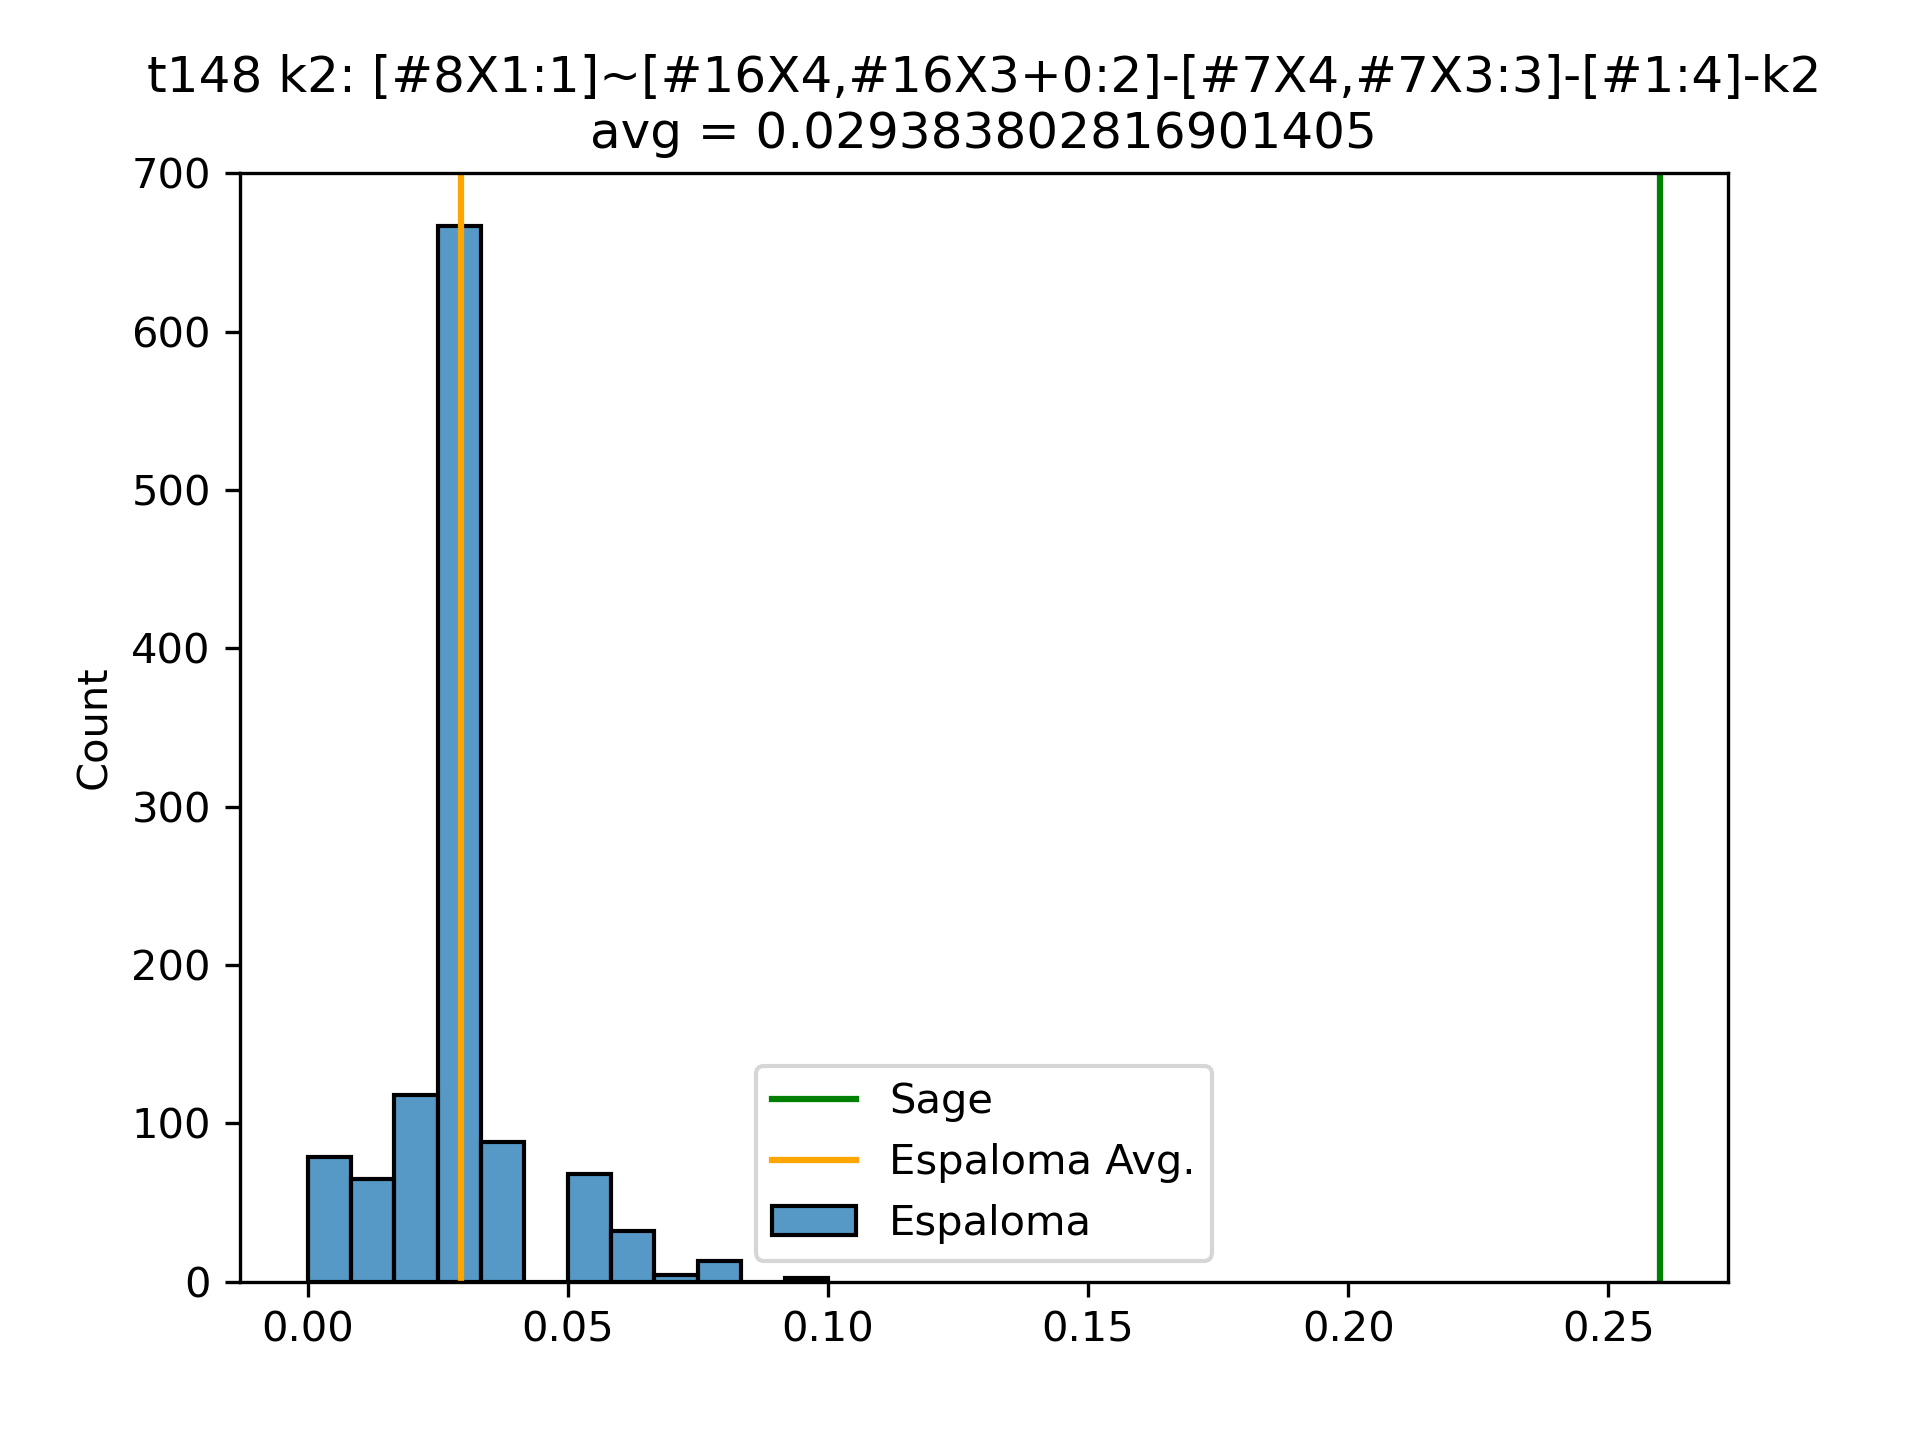 t148 k2: [#8X1:1]~[#16X4,#16X3+0:2]-[#7X4,#7X3:3]-[#1:4]-k2
avg = 0.029383802816901405
700
600
500
400
300
200
100
0
Count
Sage
Espaloma Avg.
Espaloma
0.00 0.05 0.10 0.15 0.20 0.25